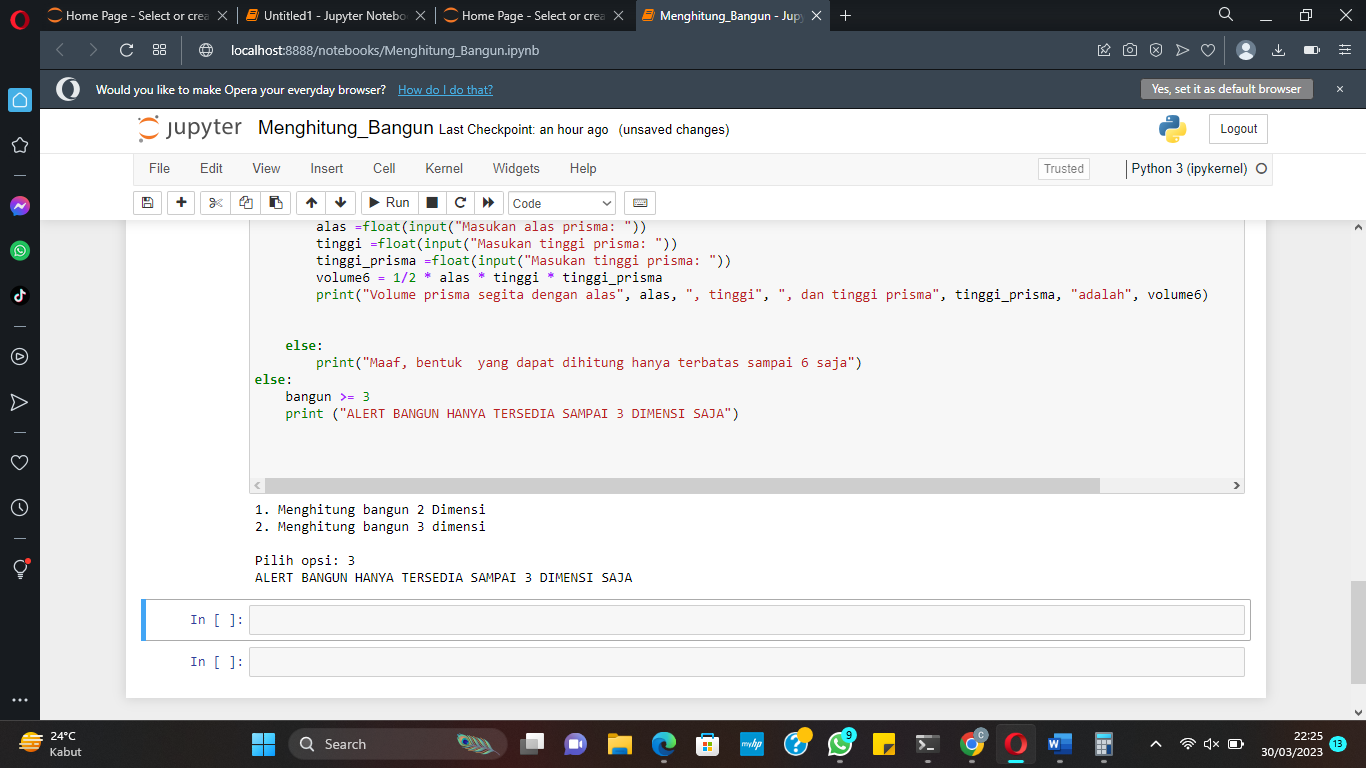 Home Page - Select or crea
Untitled1 - Jupyter Notebo
Home Page - Select or crea
Menghitung_Bangun - Jup
localhost:8888/notebooks/Menghitung_Bangun.ipynb
Would you like to make Opera your everyday browser? How do I do that?
Yes, set it as default browser
jupyter Menghitung_Bangun Last Checkpoint: an hour ago (unsaved changes)
Logout
File Edit View Insert Cell Kernel Widgets Help
Trusted
Python 3 (ipykernel)
Run
Code
alas =float(input("Masukan alas prisma: "))
tinggi =float(input("Masukan tinggi prisma: "))
tinggi_prisma =float(input("Masukan tinggi prisma: "))
volume6 = 1/2 * alas * tinggi * tinggi_prisma
print("Volume prisma segita dengan alas", alas, ", tinggi", ", dan tinggi prisma", tinggi_prisma, "adalah", volume6)
else:
print("Maaf, bentuk  yang dapat dihitung hanya terbatas sampai 6 saja")
else:
bangun >= 3
print ("ALERT BANGUN HANYA TERSEDIA SAMPAI 3 DIMENSI SAJA")
1. Menghitung bangun 2 Dimensi
2. Menghitung bangun 3 dimensi
Pilih opsi: 3
ALERT BANGUN HANYA TERSEDIA SAMPAI 3 DIMENSI SAJA
In [ ]:
In [ ]:
24°C
Kabut
Search
myhp
9
C
22:25
30/03/2023
13